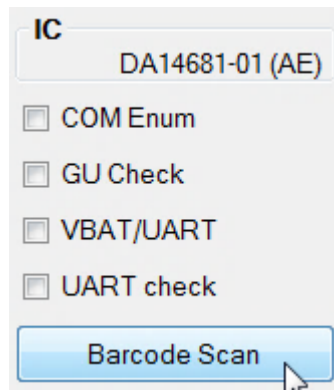 IC
DA14681-01 (AE)
COM Enum
GU Check
VBAT/UART
UART check
Barcode Scan